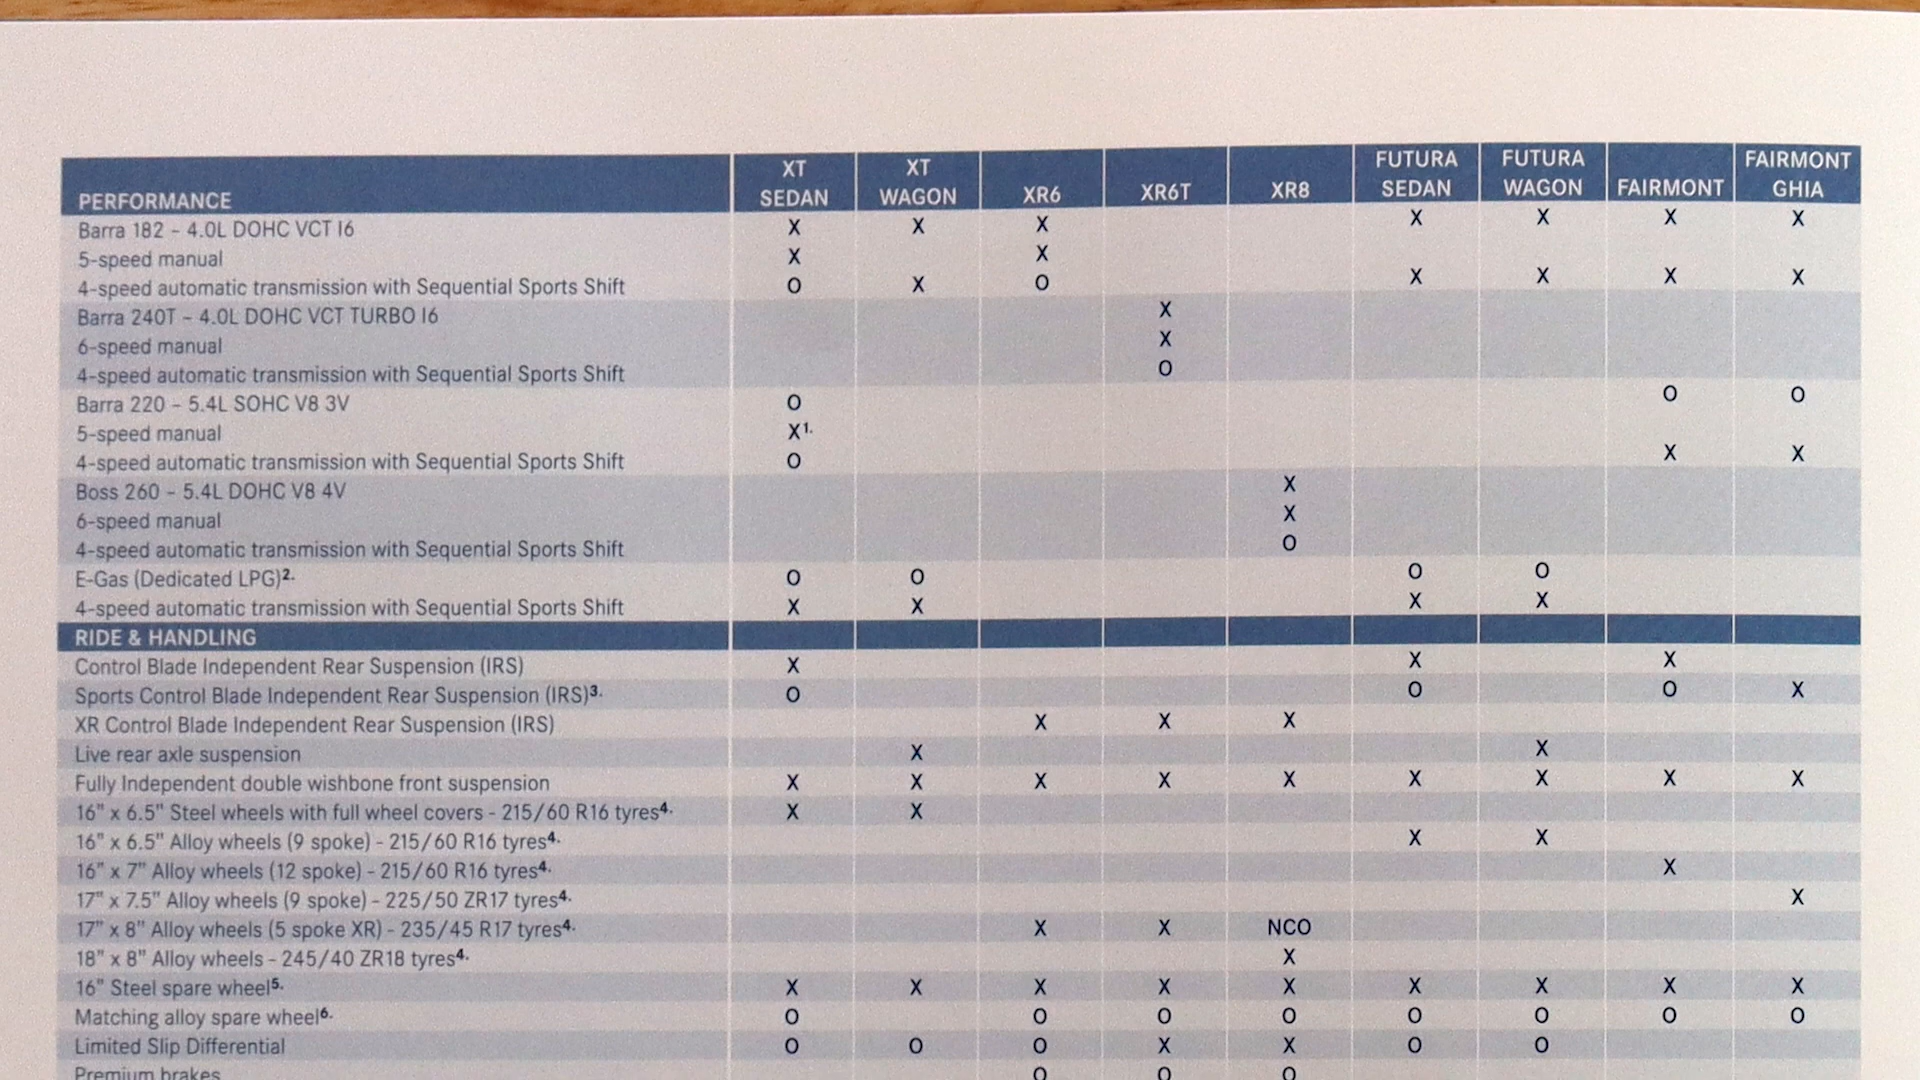 PERFORMANCE XT SEDAN XT WAGON XR6 XR6T XR8 FUTURA SEDAN FUTURA WAGON FAIRMONT FAIRMONT GHIA
Barra 182 – 4.0L DOHC VCT I6 X X X X X X X
5-speed manual X X
4-speed automatic transmission with Sequential Sports Shift O X O X X X X
Barra 240T – 4.0L DOHC VCT TURBO I6 X
6-speed manual X
4-speed automatic transmission with Sequential Sports Shift O
Barra 220 – 5.4L SOHC V8 3V O O O
5-speed manual X1.
4-speed automatic transmission with Sequential Sports Shift O X X
Boss 260 – 5.4L DOHC V8 4V X
6-speed manual X
4-speed automatic transmission with Sequential Sports Shift O
E-Gas (Dedicated LPG)2. O O O O
4-speed automatic transmission with Sequential Sports Shift X X X X
RIDE & HANDLING
Control Blade Independent Rear Suspension (IRS) X X X
Sports Control Blade Independent Rear Suspension (IRS)3. O O O X
XR Control Blade Independent Rear Suspension (IRS) X X X
Live rear axle suspension X X
Fully Independent double wishbone front suspension X X X X X X X X X
16" x 6.5" Steel wheels with full wheel covers - 215/60 R16 tyres4. X X
16" x 6.5" Alloy wheels (9 spoke) - 215/60 R16 tyres4. X X
16" x 7" Alloy wheels (12 spoke) - 215/60 R16 tyres4. X
17" x 7.5" Alloy wheels (9 spoke) - 225/50 ZR17 tyres4. X
17" x 8" Alloy wheels (5 spoke XR) - 235/45 R17 tyres4. X X NCO
18" x 8" Alloy wheels - 245/40 ZR18 tyres4. X
16" Steel spare wheel5. X X X X X X X X X
Matching alloy spare wheel6. O O O O O O O O
Limited Slip Differential O O O X X O O
Premium brakes O O O